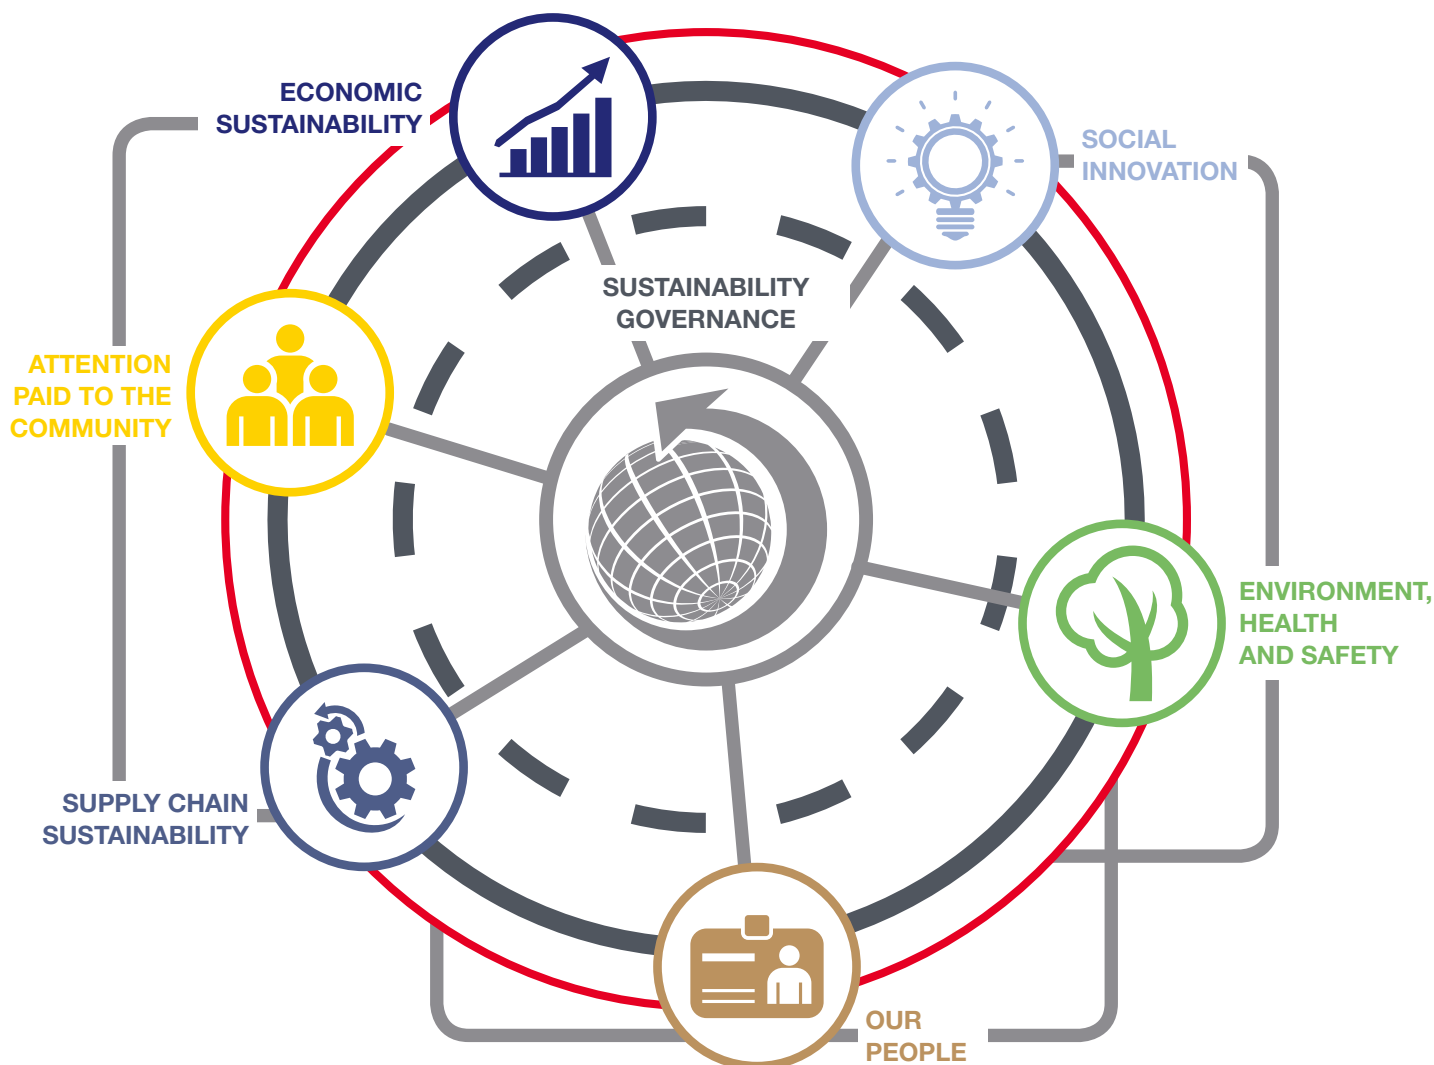 ECONOMIC
SUSTAINABILITY
SOCIAL
INNOVATION
SUSTAINABILITY
GOVERNANCE
ATTENTION
PAID TO THE
COMMUNITY
ENVIRONMENT,
HEALTH
AND SAFETY
SUPPLY CHAIN
SUSTAINABILITY
OUR
PEOPLE